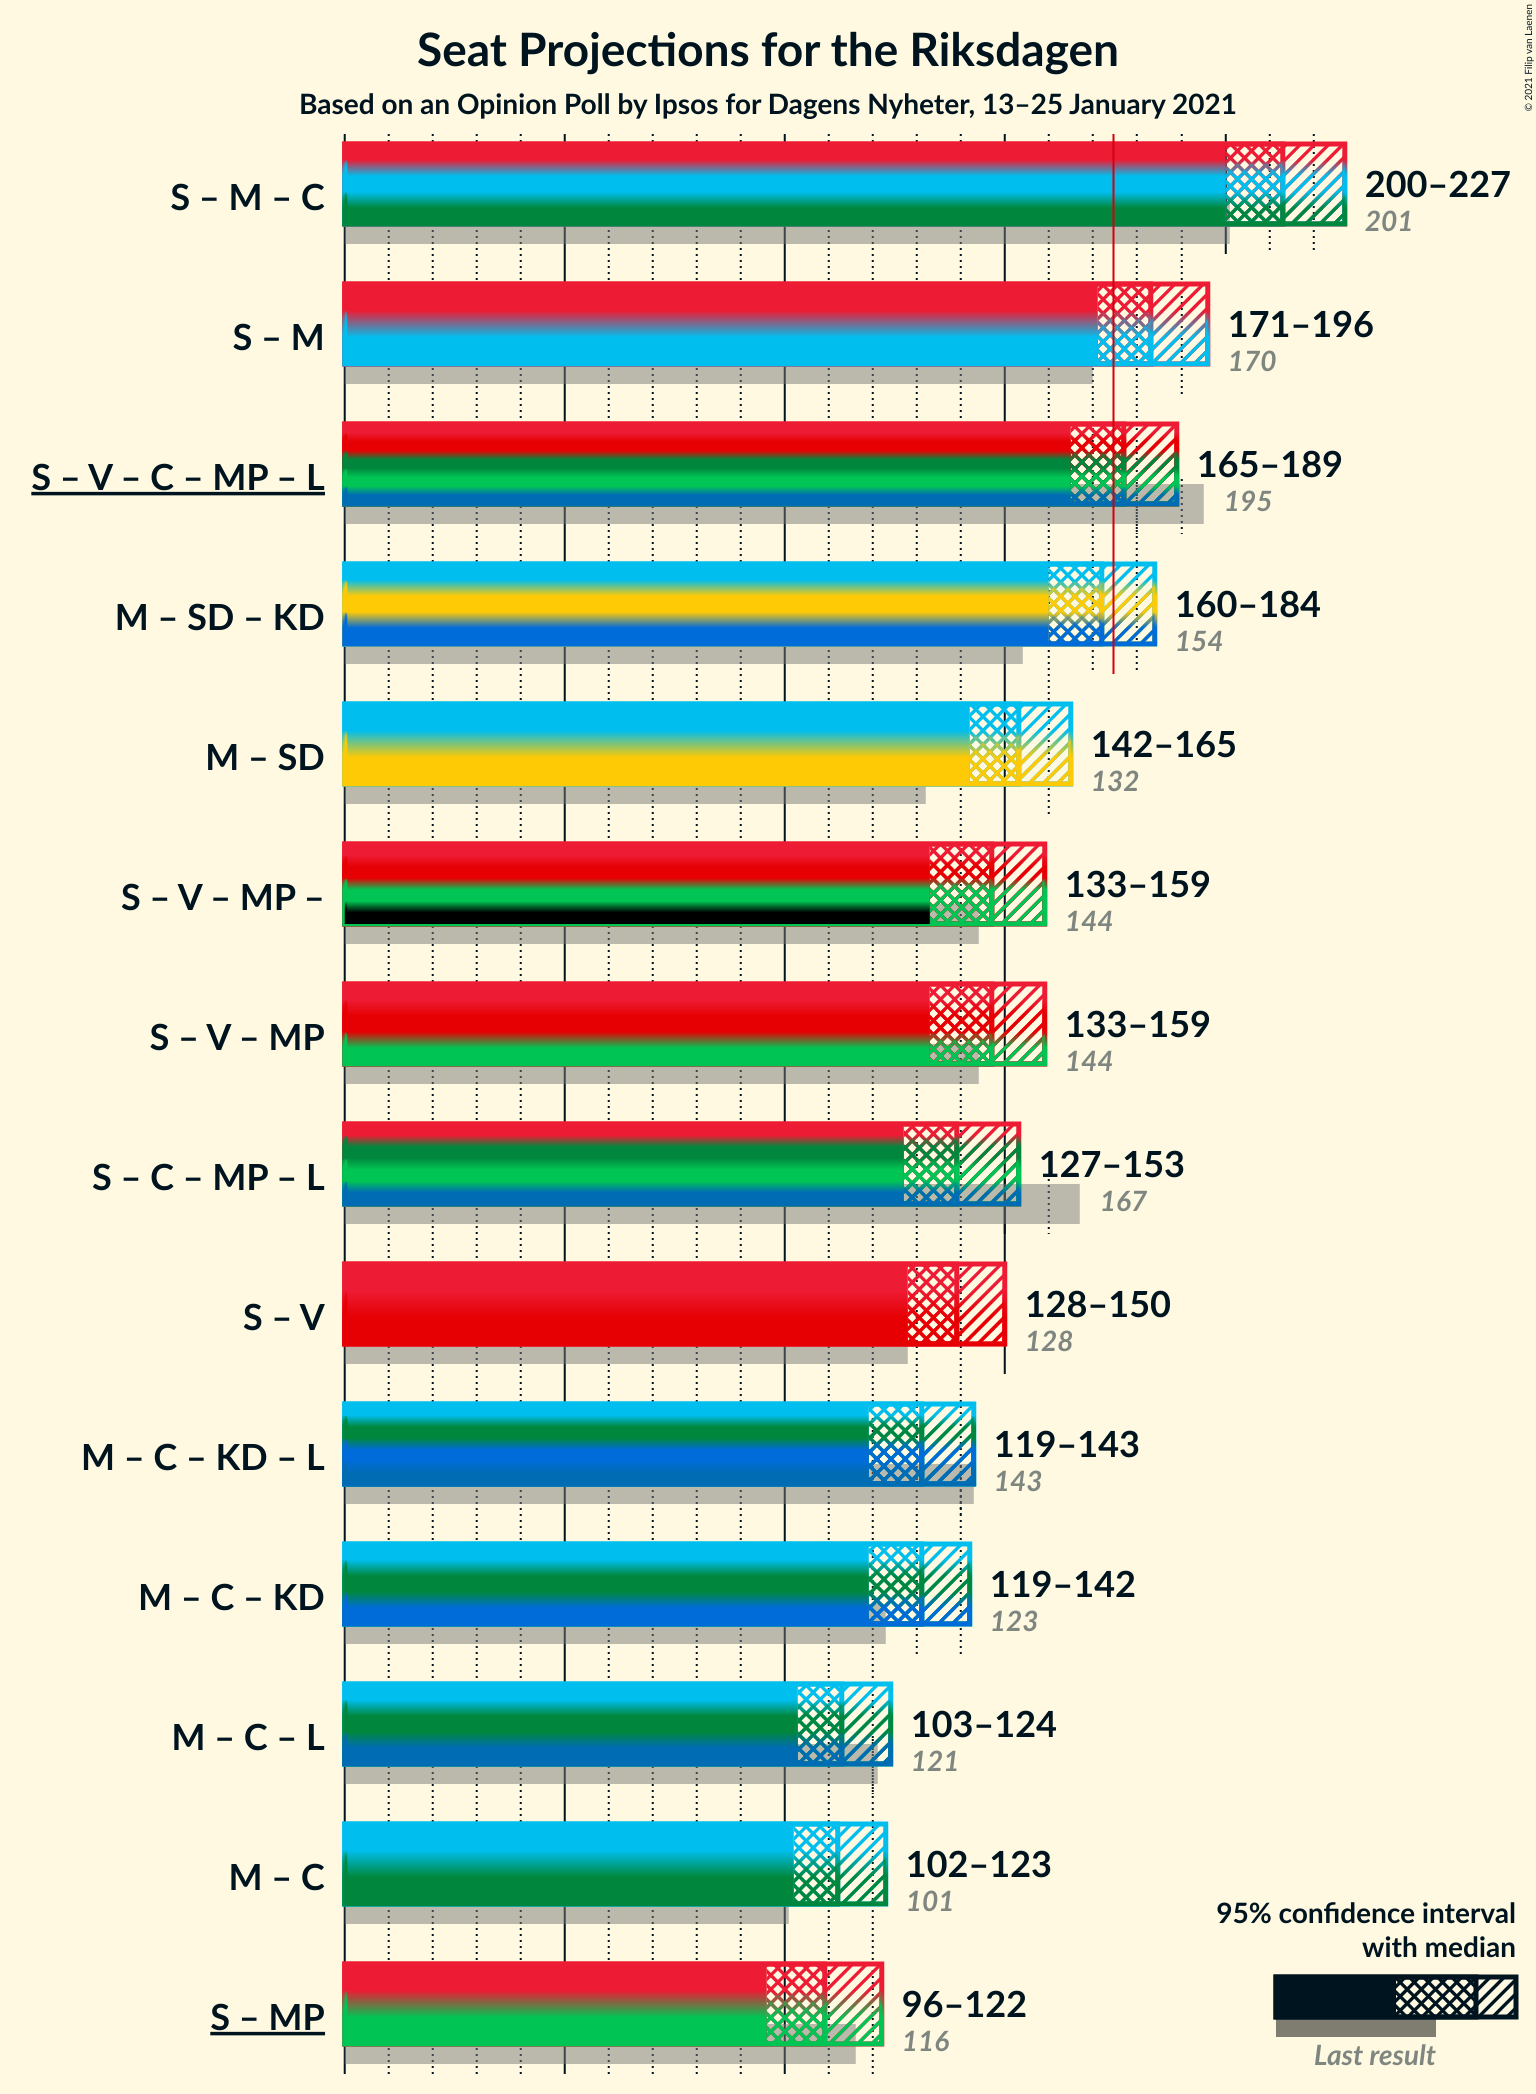 Seat Projections for the Riksdagen
Based on an Opinion Poll by Ipsos for Dagens Nyheter, 13–25 January 2021
© 2021 Filip van Laenen
S – M – C
200–227
201
S – M
171–196
170
S – V – C – MP – L
165–189
195
M – SD – KD
160–184
154
M – SD
142–165
132
S – V – MP –
133–159
144
S – V – MP
133–159
144
S – C – MP – L
127–153
167
S – V
128–150
128
M – C – KD – L
119–143
143
M – C – KD
119–142
123
M – C – L
103–124
121
M – C
102–123
101
S – MP
96–122
116
95% confidence interval
with median
Last result